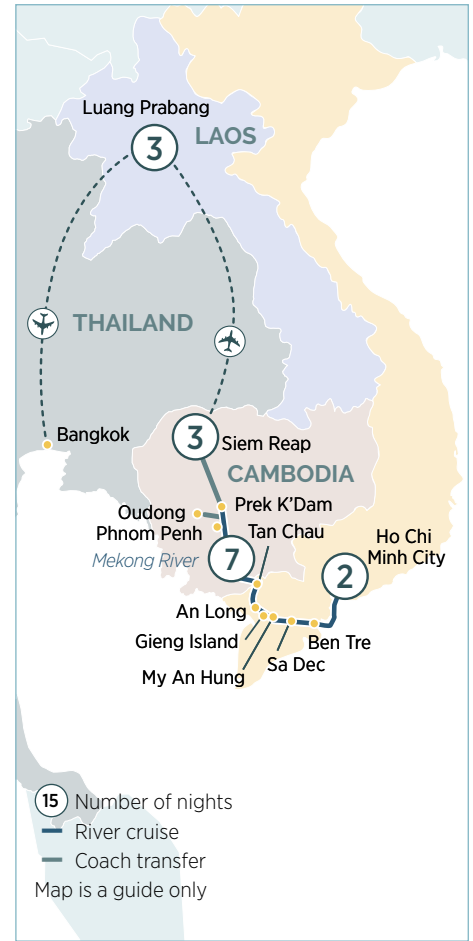 Luang Prabang
3
LAOS
THAILAND
Bangkok
3
Siem Reap
CAMBODIA
Prek K’Dam
Oudong
Phnom Penh
Tan Chau
Mekong River
7
Ho Chi
Minh City
2
An Long
Gieng Island
Ben Tre
Sa Dec
My An Hung
15 Number of nights
River cruise
Coach transfer
Map is a guide only